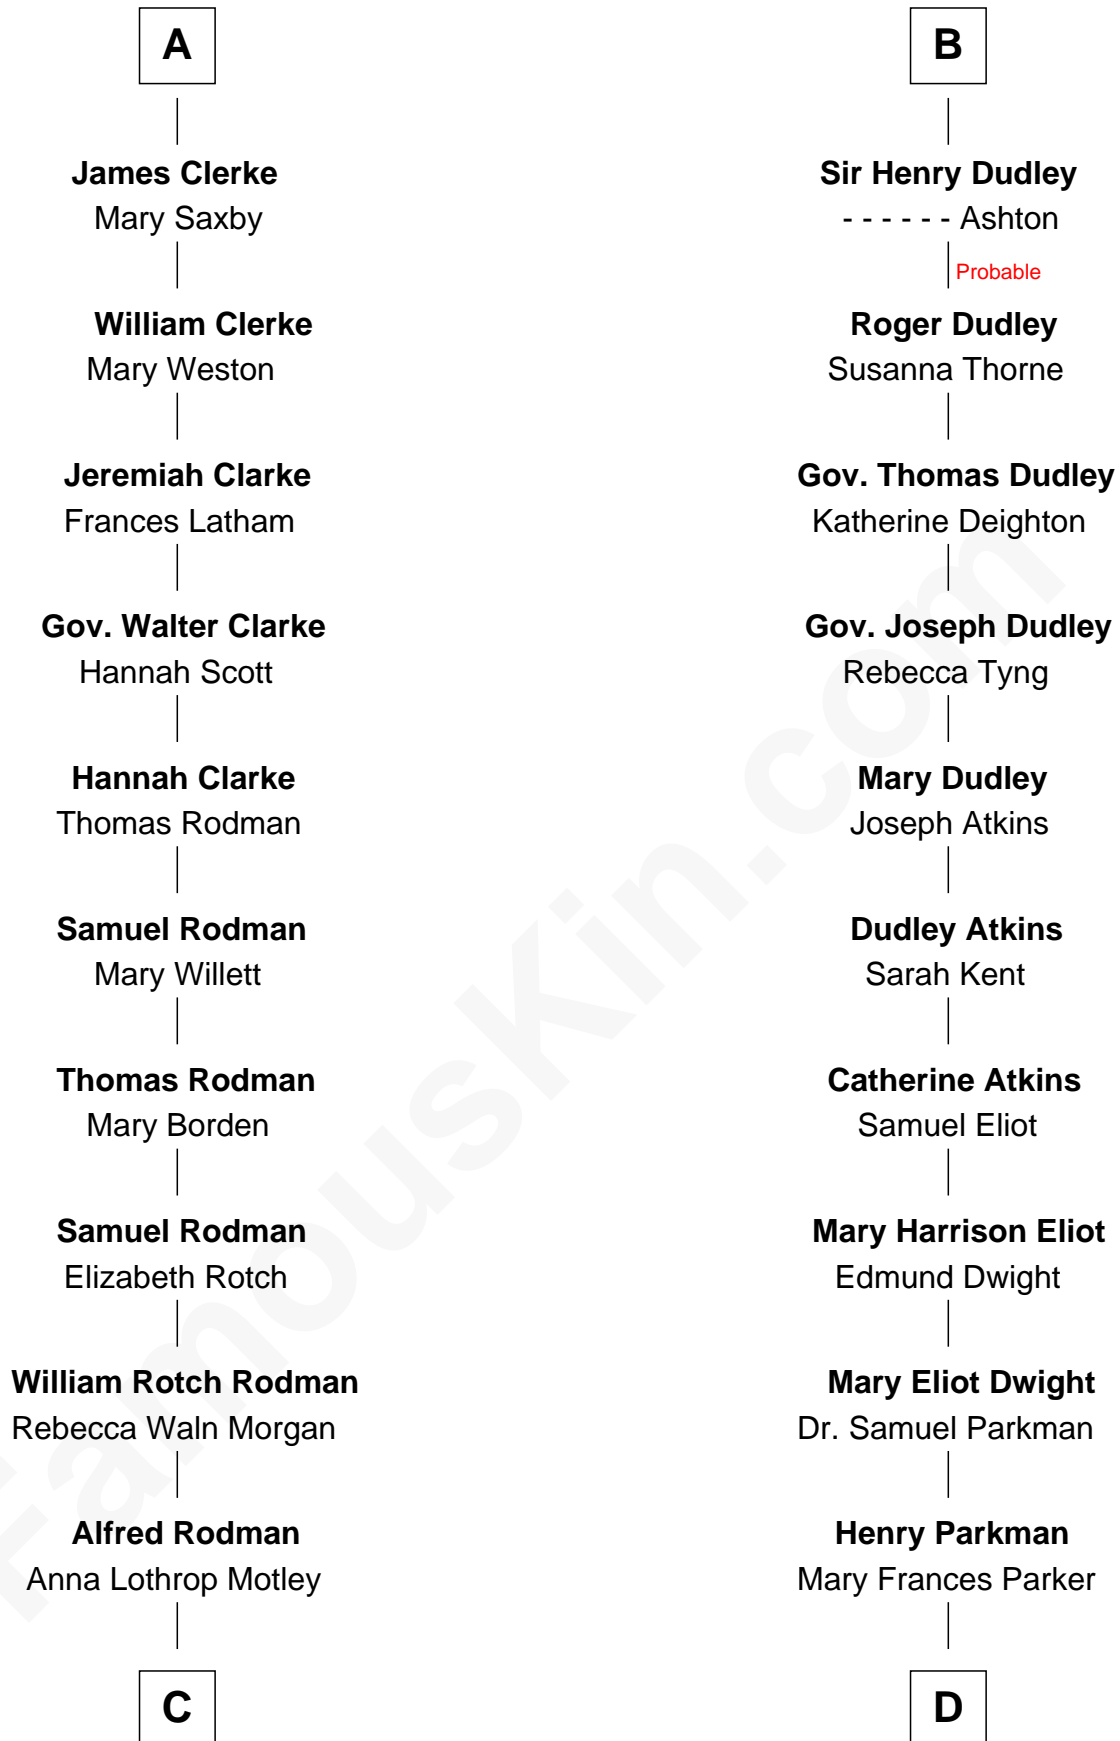 A
James Clerke
Mary Saxby
William Clerke
Mary Weston
Jeremiah Clarke
Frances Latham
Gov. Walter Clarke
Hannah Scott
Hannah Clarke
Thomas Rodman
Samuel Rodman
Mary Willett
Thomas Rodman
Mary Borden
Samuel Rodman
Elizabeth Rotch
William Rotch Rodman
Rebecca Waln Morgan
Alfred Rodman
Anna Lothrop Motley
C
B
Sir Henry Dudley
- - - - - - Ashton
Probable
Roger Dudley
Susanna Thorne
Gov. Thomas Dudley
Katherine Deighton
Gov. Joseph Dudley
Rebecca Tyng
Mary Dudley
Joseph Atkins
Dudley Atkins
Sarah Kent
Catherine Atkins
Samuel Eliot
Mary Harrison Eliot
Edmund Dwight
Mary Eliot Dwight
Dr. Samuel Parkman
Henry Parkman
Mary Frances Parker
D
FamousKin.com